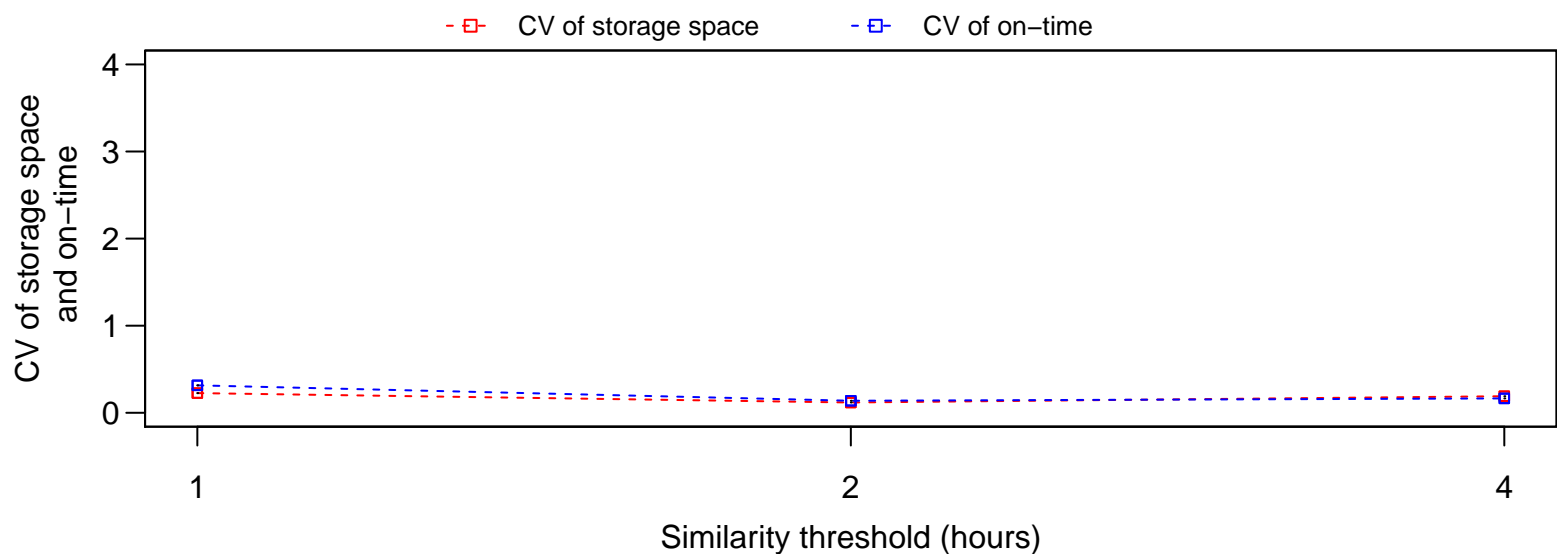 CV of storage space
CV of on−time
CV of storage space
and on−time
4
3
2
1
0
1
2
4
Similarity threshold (hours)